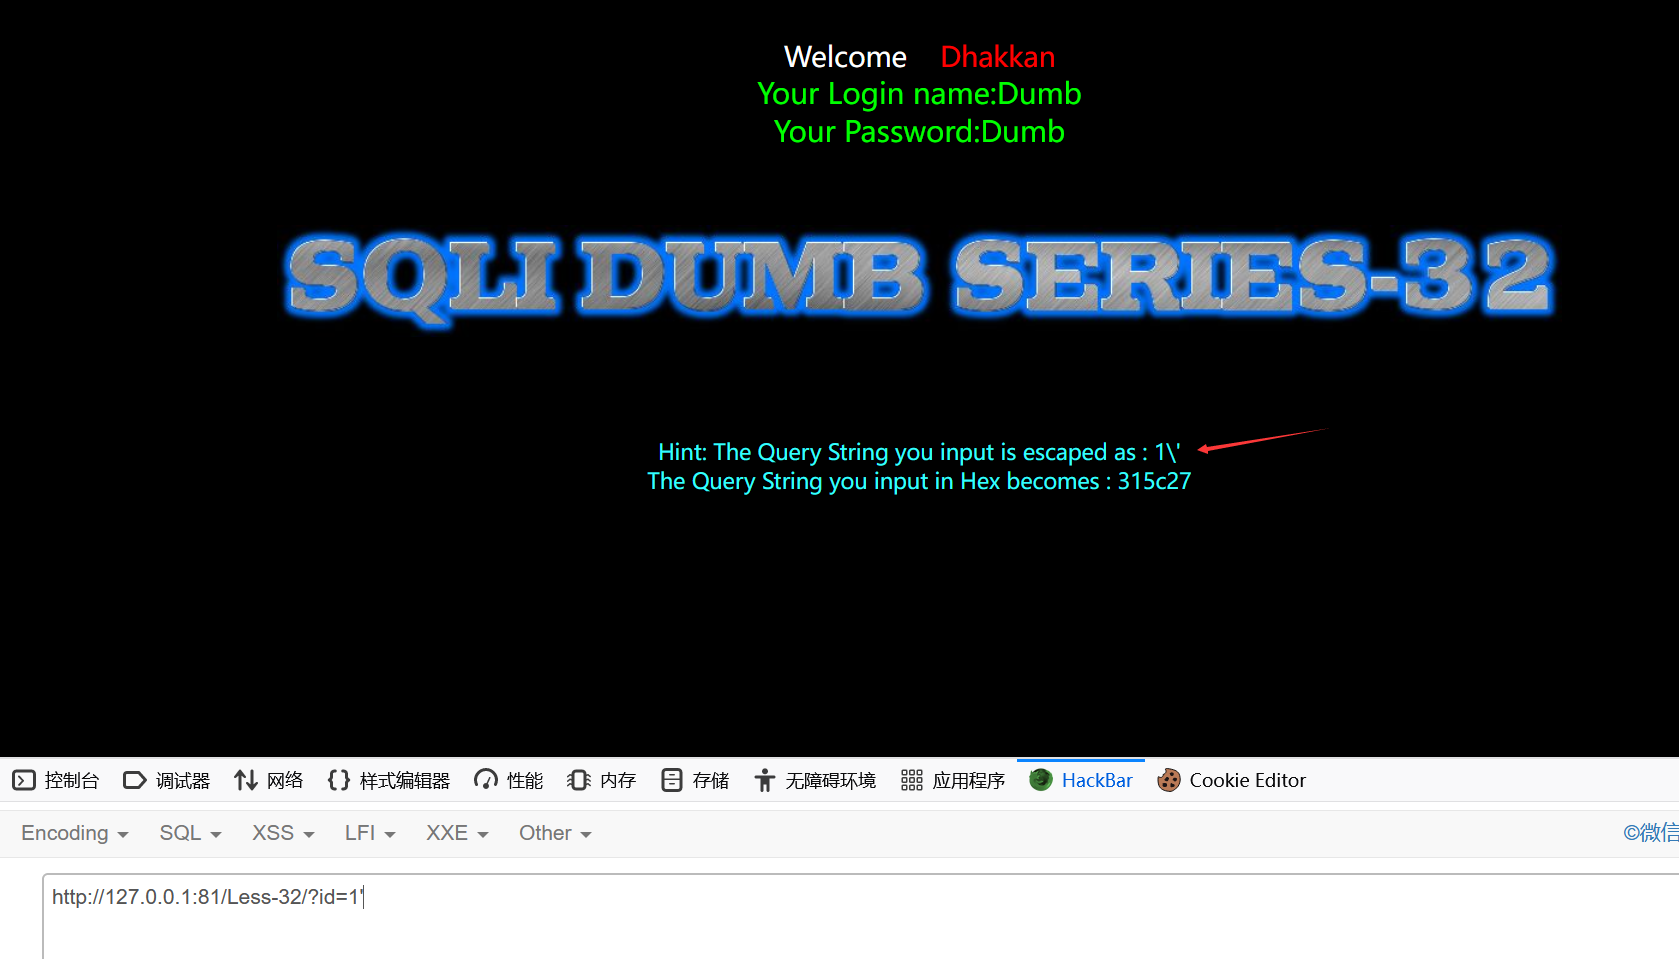 Welcome Dhakkan
Your Login name:Dumb
Your Password:Dumb
SQLI DUMB SERIES-32
Hint: The Query String you input is escaped as : 1\'
The Query String you input in Hex becomes : 315c27
控制台 调试器 网络 样式编辑器 性能 内存 存储 无障碍环境 应用程序 HackBar Cookie Editor
Encoding SQL XSS LFI XXE Other ©微信
http://127.0.0.1:81/Less-32/?id=1'